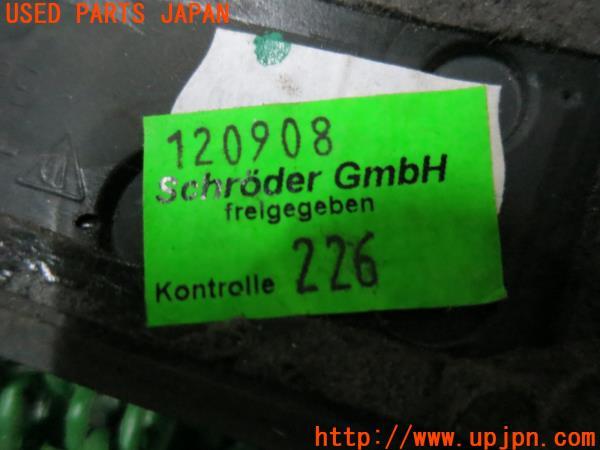 USED PARTS JAPAN
120908
Schröder GmbH
freigegeben
Kontrolle 226
http://www.upjpn.com